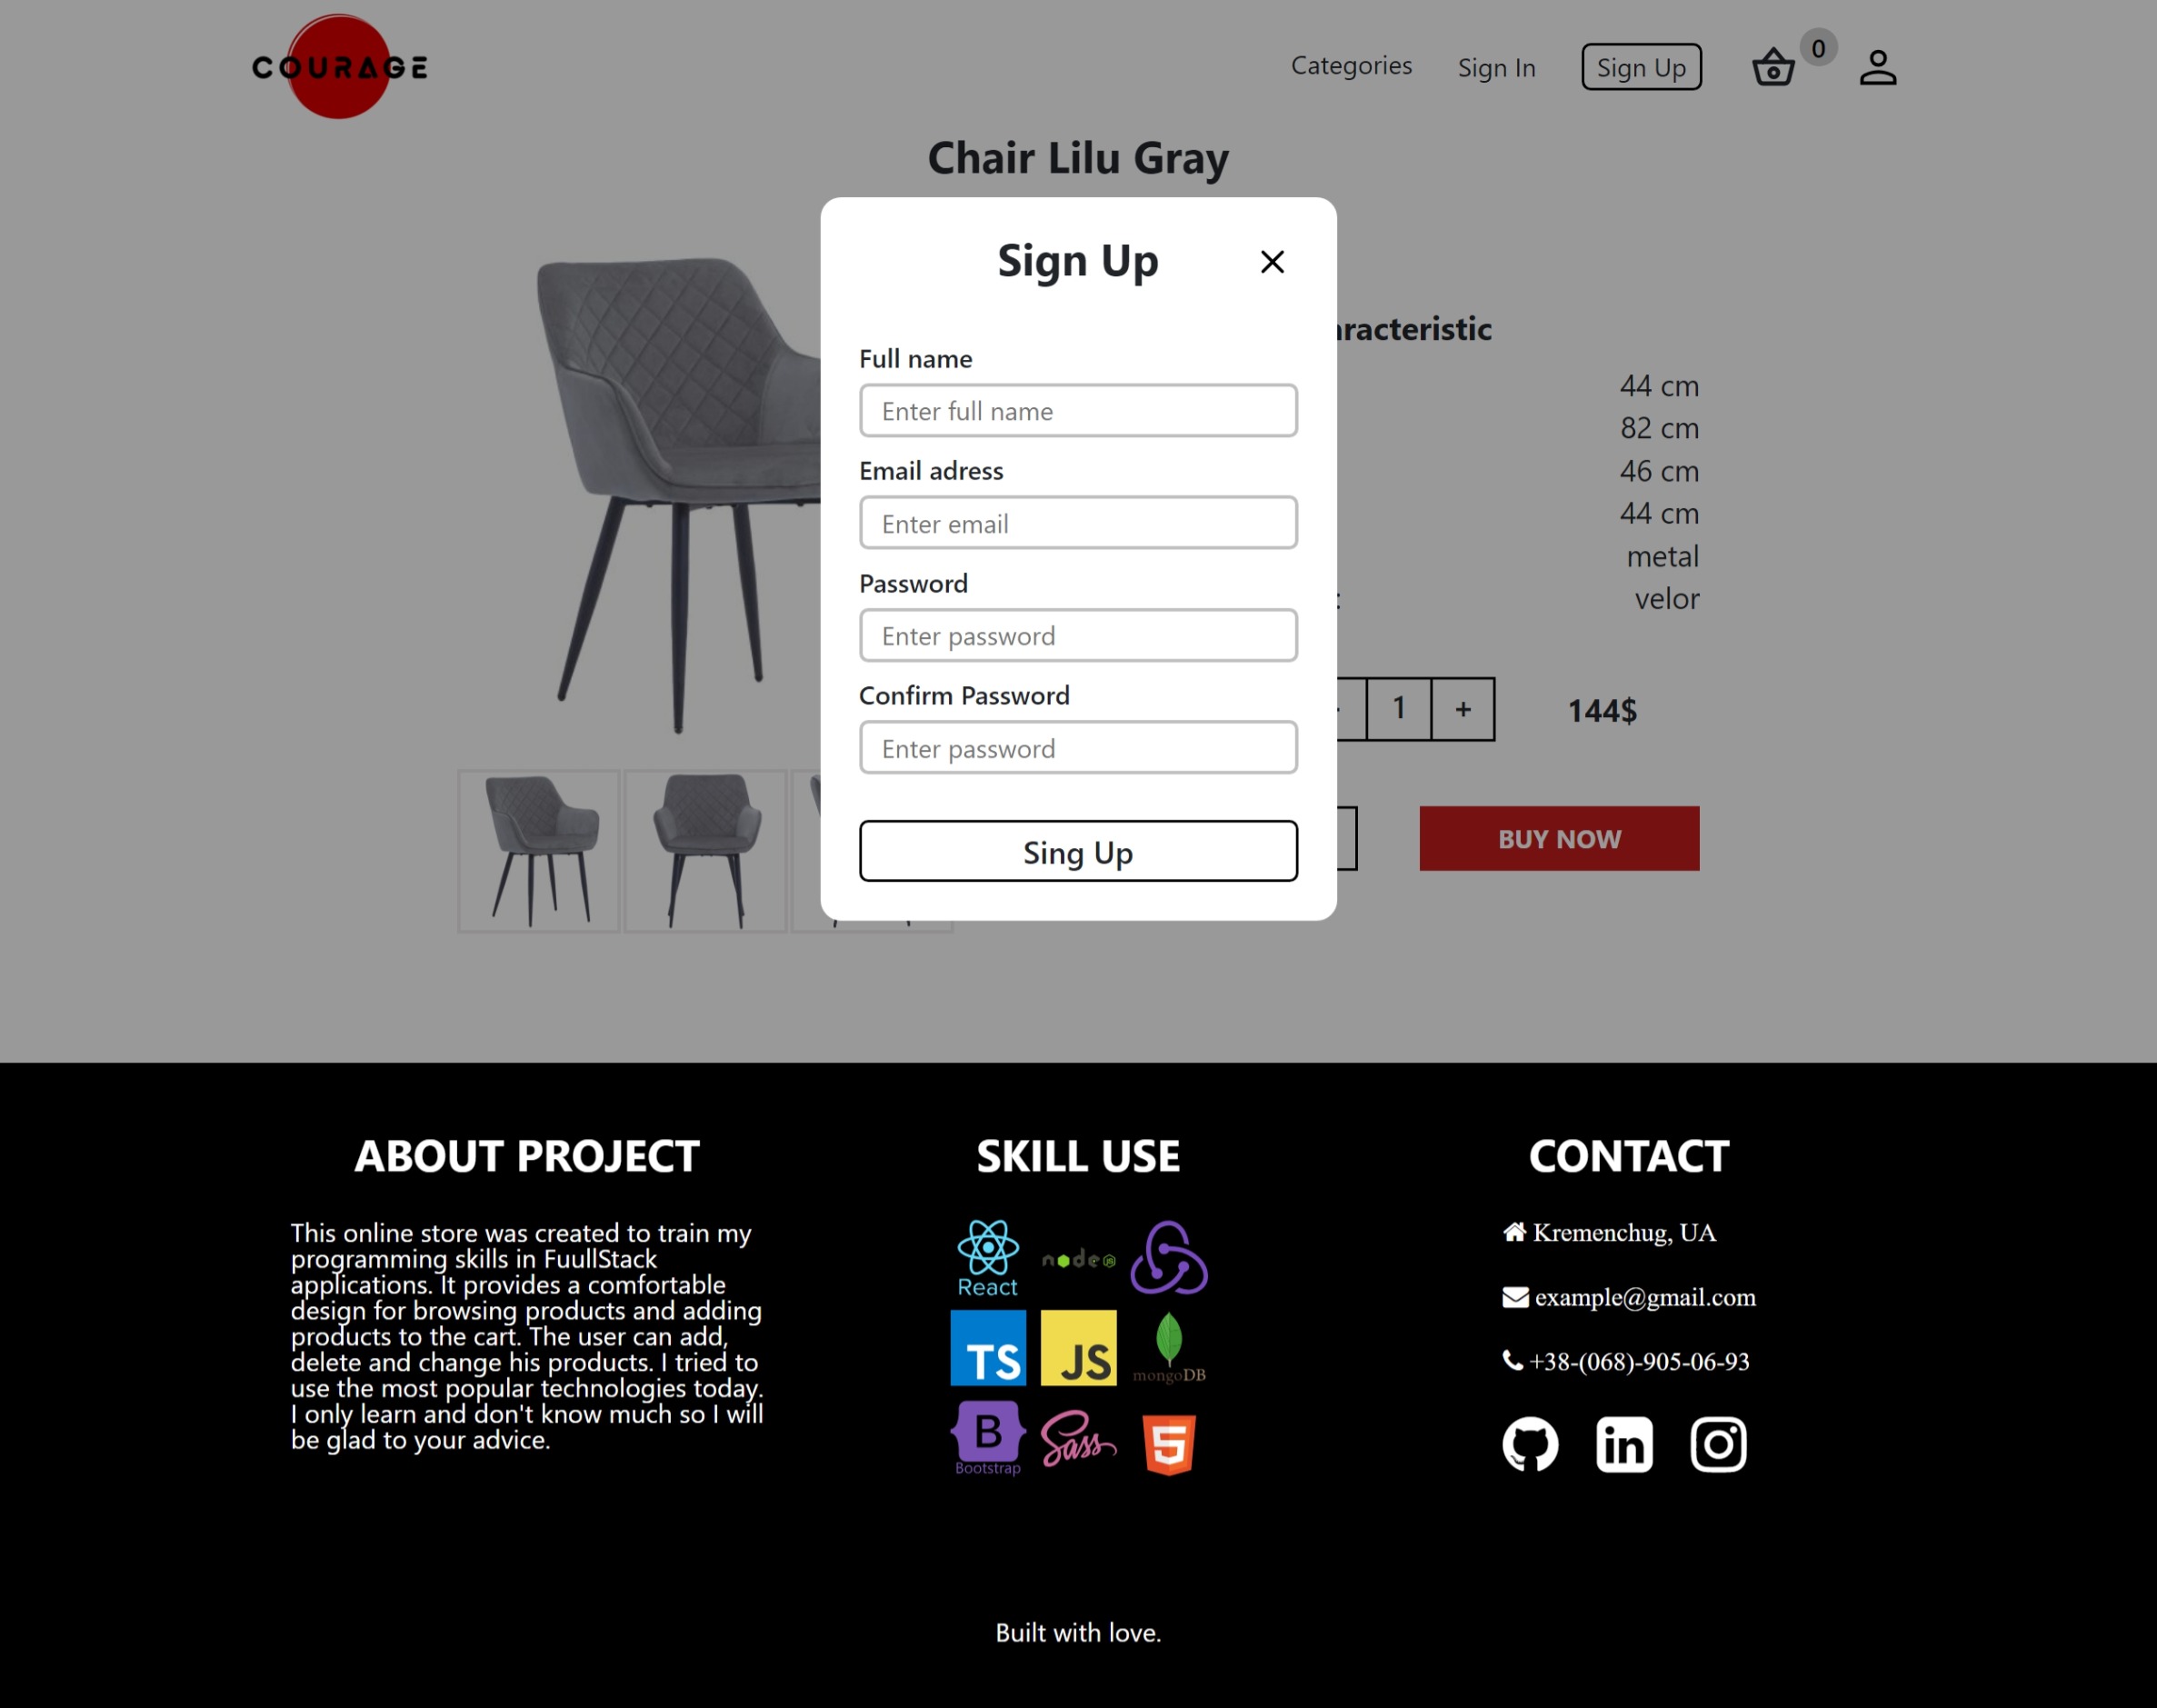 COURAGE
Categories
Sign In
Sign Up
0
Chair Lilu Gray
Sign Up
Full name
Enter full name
Email adress
Enter email
Password
Enter password
Confirm Password
Enter password
Sing Up
racteristic
44 cm
82 cm
46 cm
44 cm
metal
: velor
1 +
144$
BUY NOW
ABOUT PROJECT
This online store was created to train my
programming skills in FuullStack
applications. It provides a comfortable
design for browsing products and adding
products to the cart. The user can add,
delete and change his products. I tried to
use the most popular technologies today.
I only learn and don't know much so I will
be glad to your advice.
SKILL USE
React
node JS
TS
JS
mongoDB
B
Bootstrap
Sass
5
CONTACT
Kremenchug, UA
example@gmail.com
+38-(068)-905-06-93
in
Built with love.